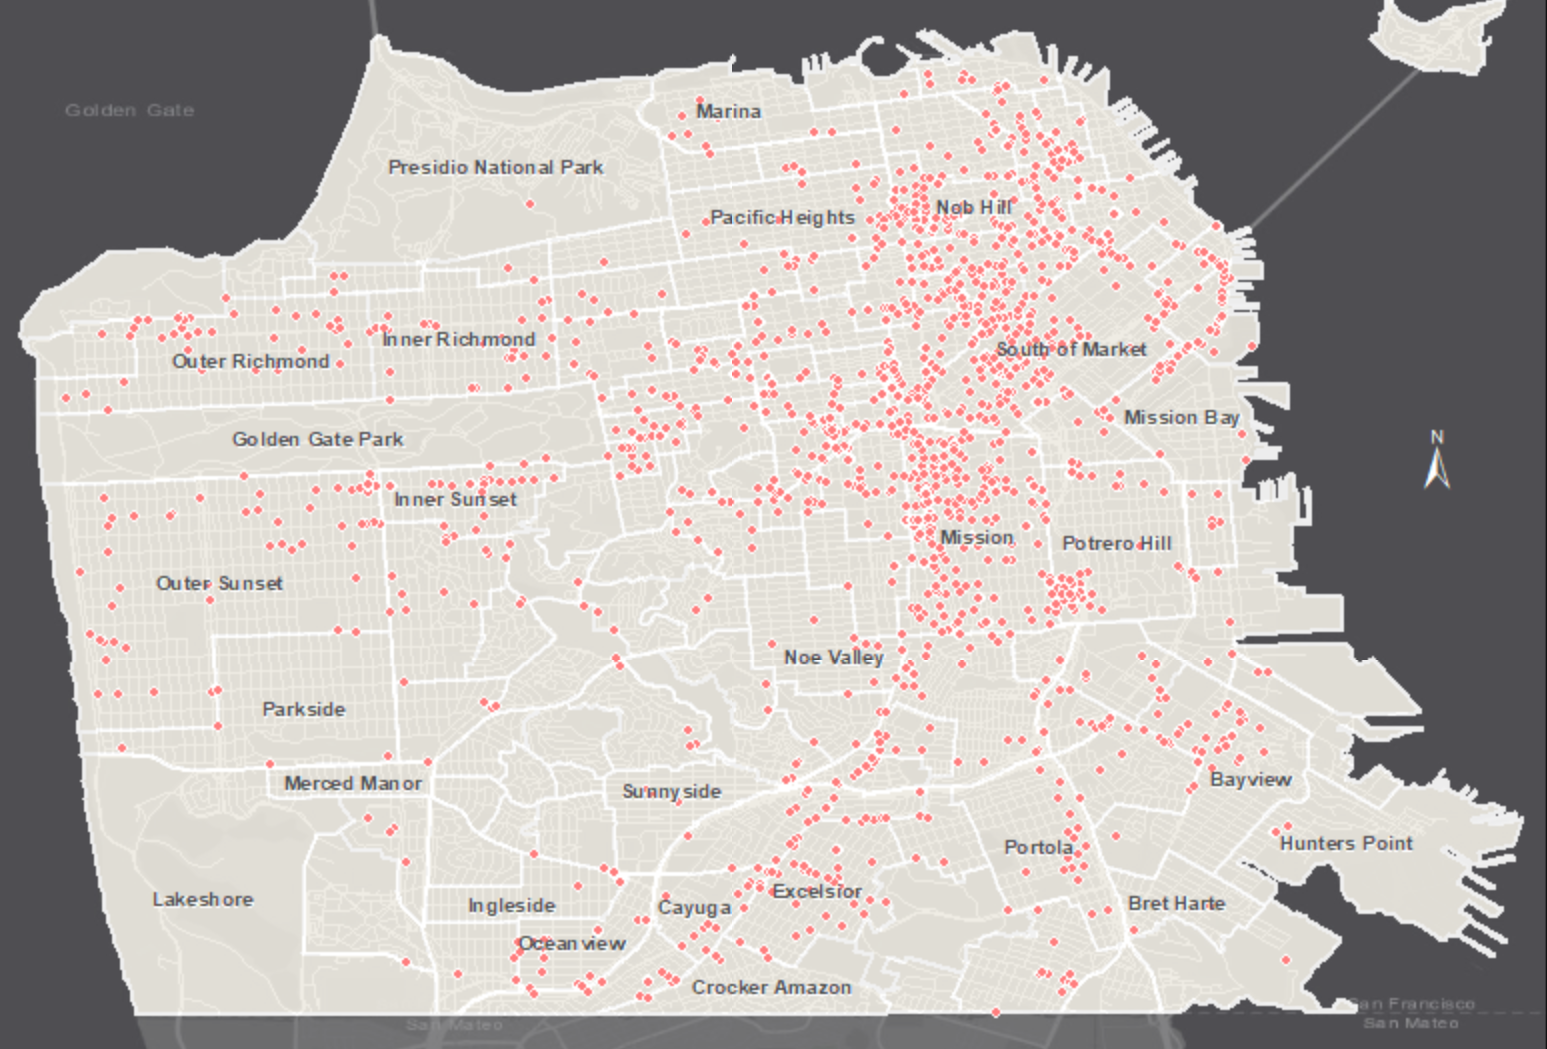 Golden Gate
Marina
Presidio National Park
Pacific Heights
Nob Hill
Inner Richmond
South of Market
Outer Richmond
Mission Bay
Golden Gate Park
N
Inner Sunset
Mission
Potrero Hill
Outer Sunset
Noe Valley
Parkside
Merced Manor
Sunnyside
Bayview
Portola
Hunters Point
Excelsior
Lakeshore
Ingleside
Cayuga
Bret Harte
Oceanview
Crocker Amazon
San Francisco
San Mateo
San Mateo